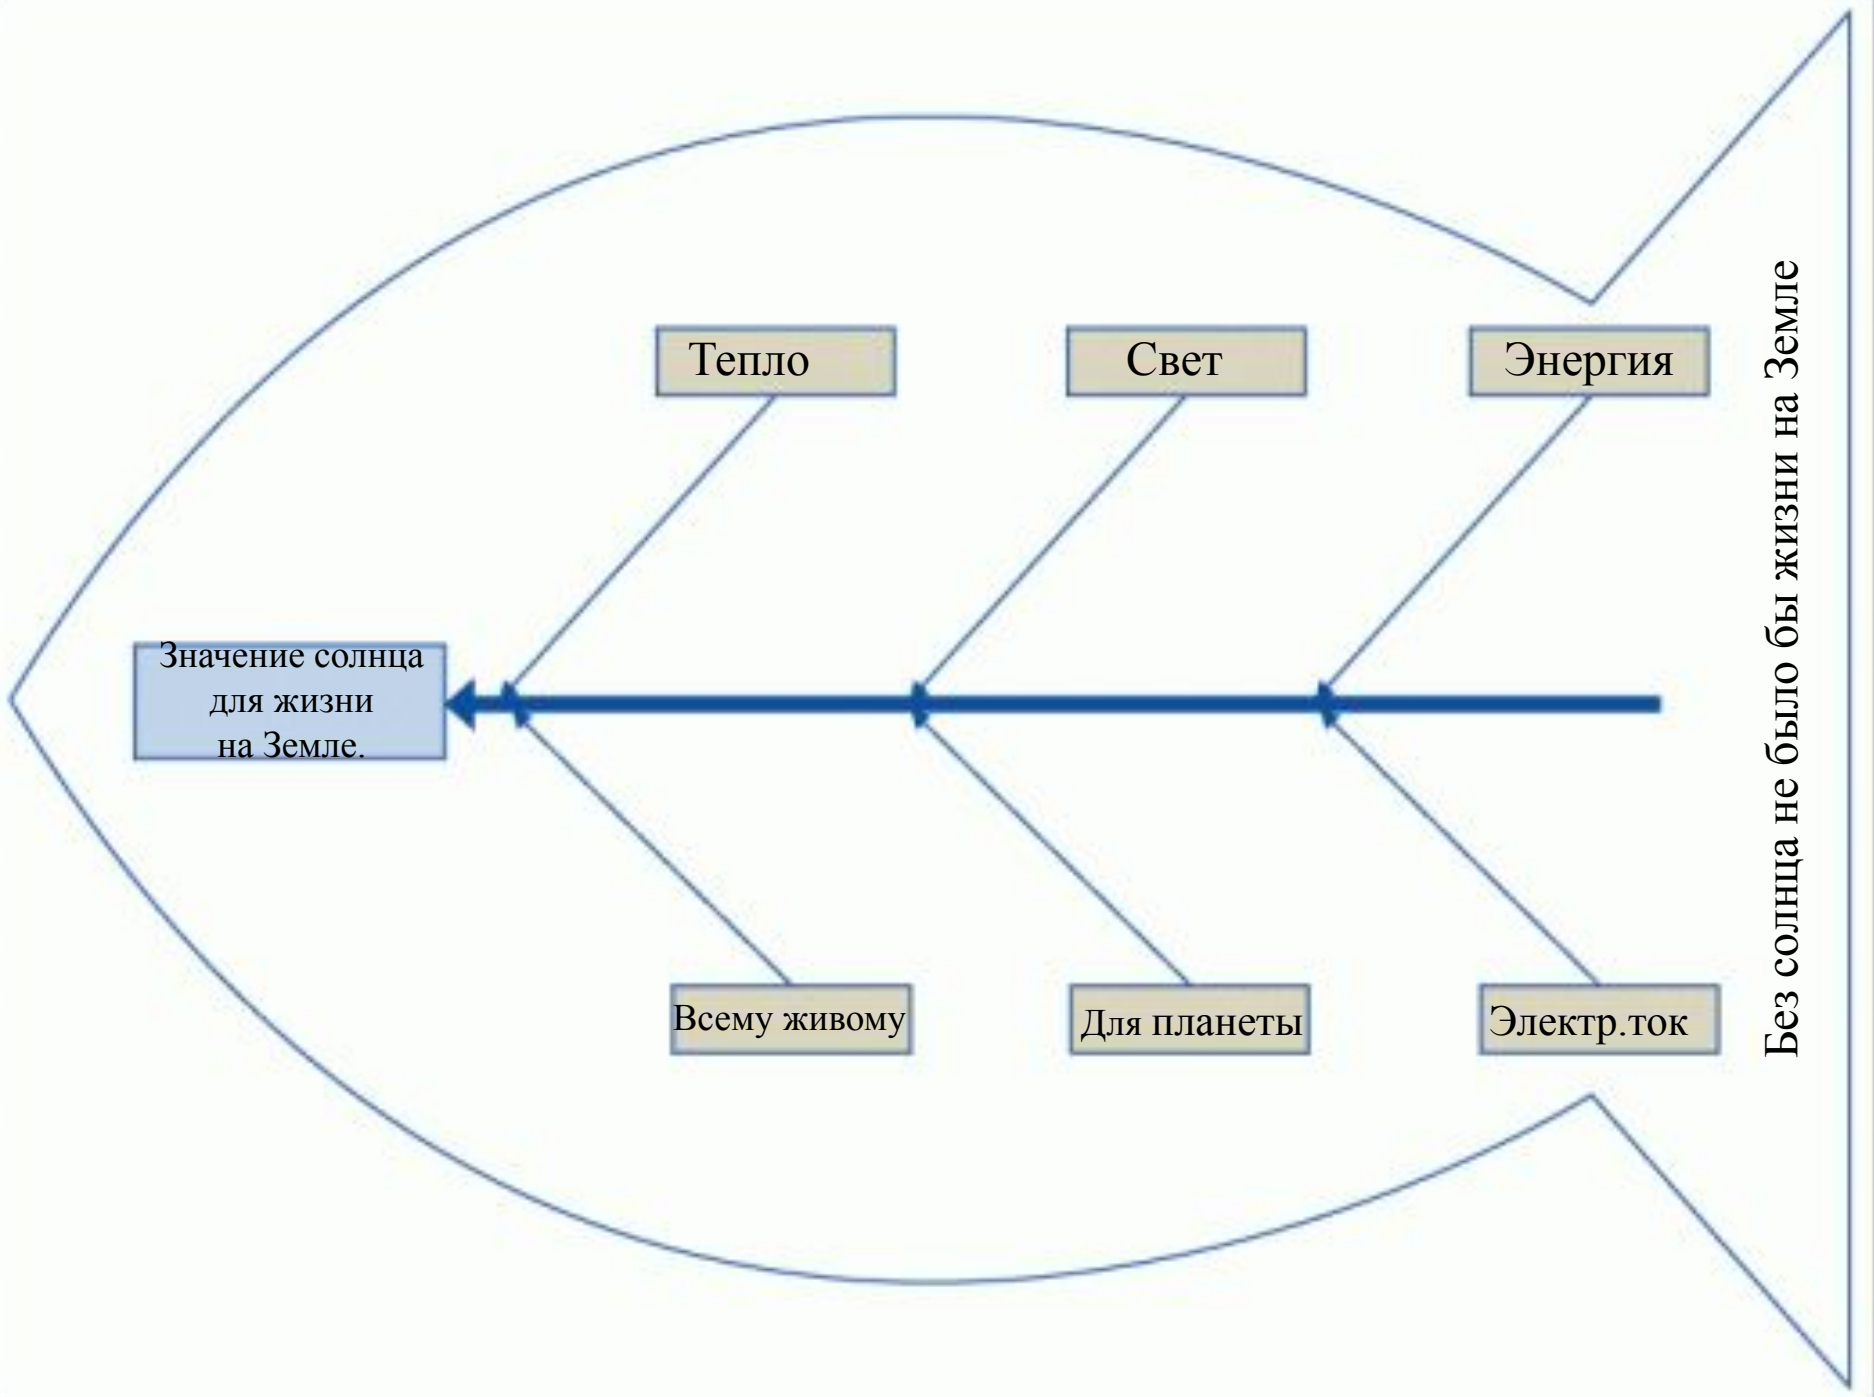 Тепло
Свет
Энергия
Значение солнца
для жизни
на Земле.
Всему живому
Для планеты
Электр.ток
Без солнца не было бы жизни на Земле